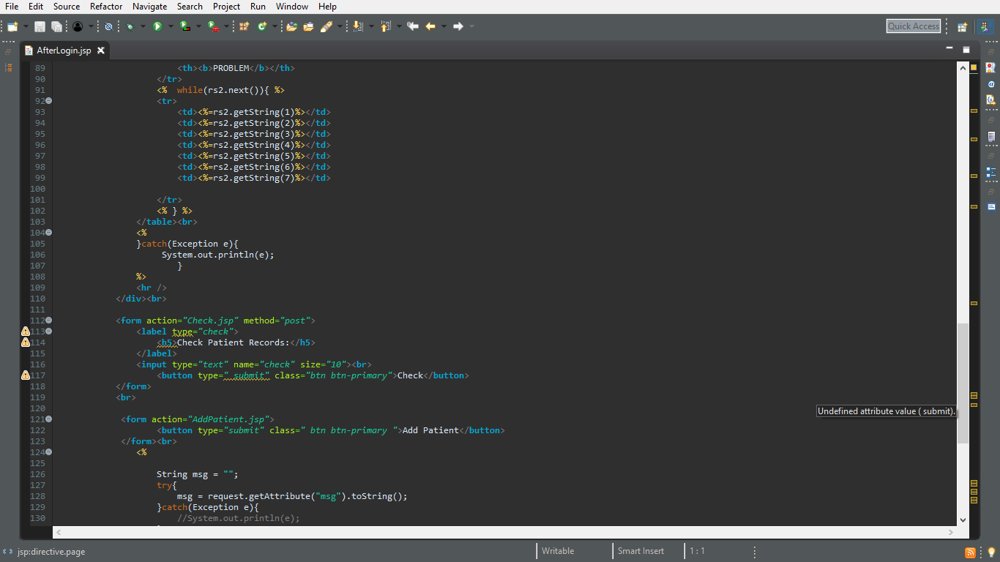 File Edit Source Refactor Navigate Search Project Run Window Help
Quick Access
AfterLogin.jsp
89 <th><b>PROBLEM</b></th>
90 </tr>
91 <% while(rs2.next()){ %>
92 <tr>
93 <td><%=rs2.getString(1)%></td>
94 <td><%=rs2.getString(2)%></td>
95 <td><%=rs2.getString(3)%></td>
96 <td><%=rs2.getString(4)%></td>
97 <td><%=rs2.getString(5)%></td>
98 <td><%=rs2.getString(6)%></td>
99 <td><%=rs2.getString(7)%></td>
100
101 </tr>
102 <% } %>
103 </table><br>
104 <%
105 }catch(Exception e){
106 System.out.println(e);
107 }
108 %>
109 <hr />
110 </div><br>
111
112 <form action="Check.jsp" method="post">
113 <label type="check">
114 <h5>Check Patient Records:</h5>
115 </label>
116 <input type="text" name="check" size="10"><br>
117 <button type=" submit" class="btn btn-primary">Check</button>
118 </form>
119 <br>
120
Undefined attribute value ( submit).
121 <form action="AddPatient.jsp">
122 <button type="submit" class=" btn btn-primary ">Add Patient</button>
123 </form><br>
124 <%
125
126 String msg = "";
127 try{
128 msg = request.getAttribute("msg").toString();
129 }catch(Exception e){
130 //System.out.println(e);
jsp:directive.page Writable Smart Insert 1 : 1